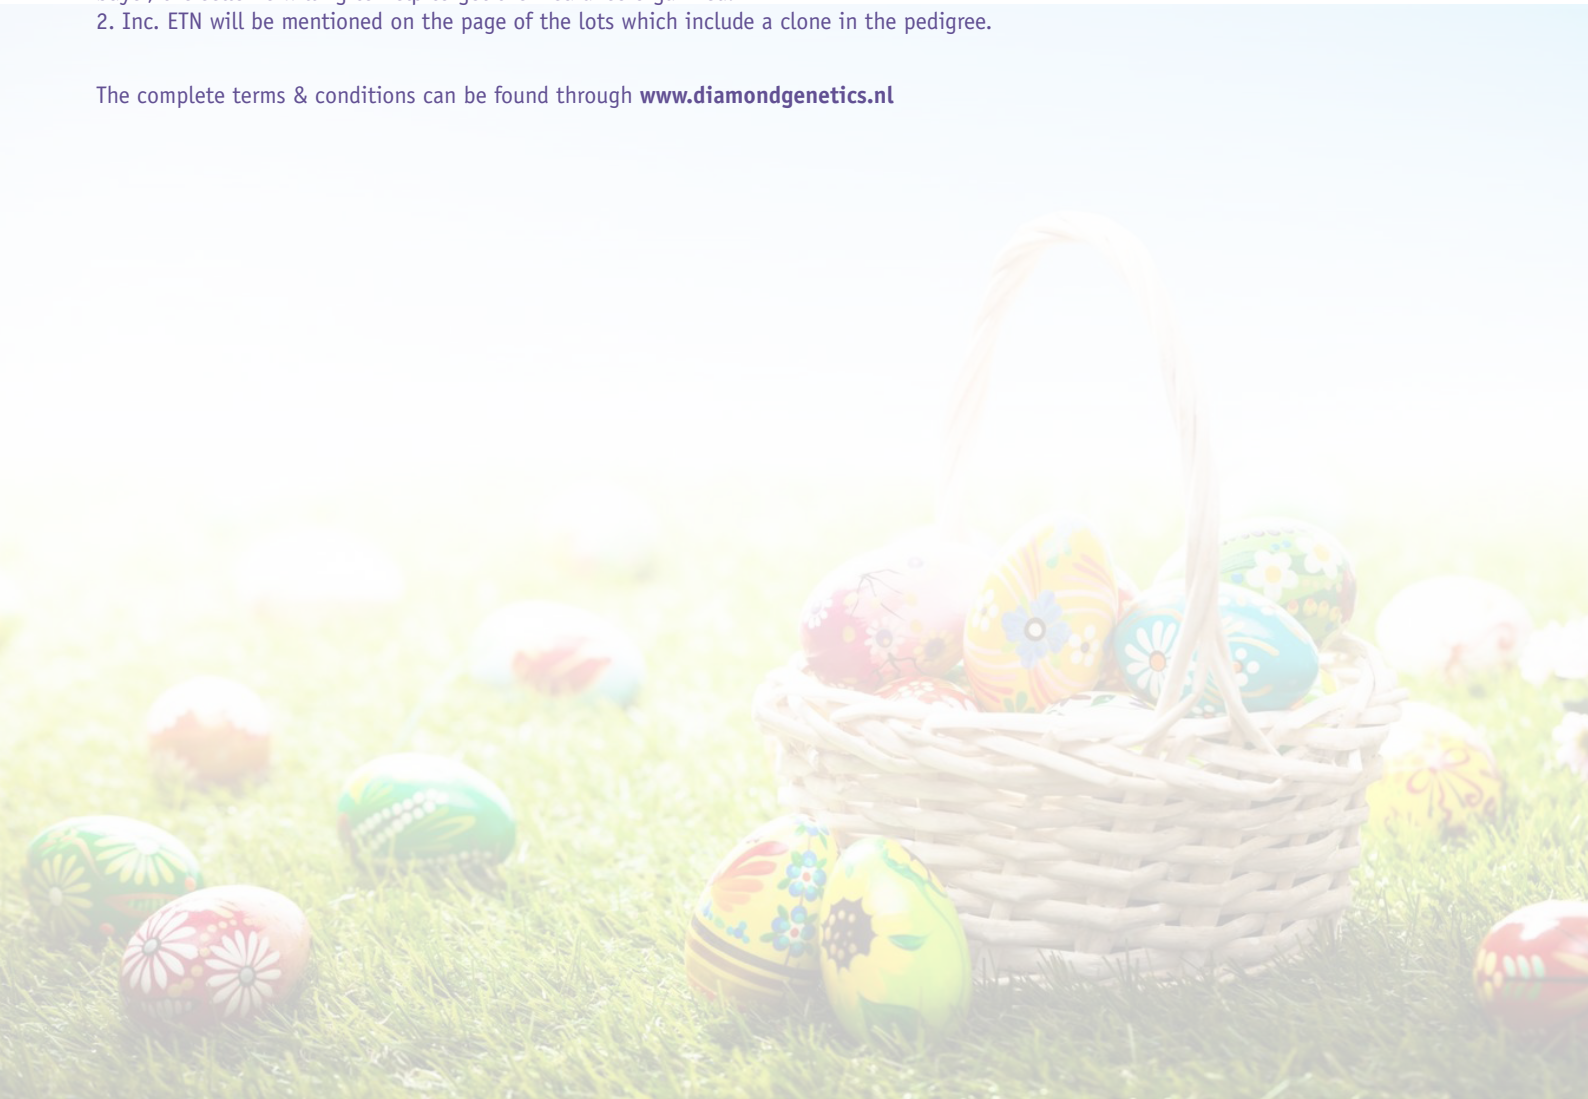 2. Inc. ETN will be mentioned on the page of the lots which include a clone in the pedigree.
The complete terms & conditions can be found through www.diamondgenetics.nl